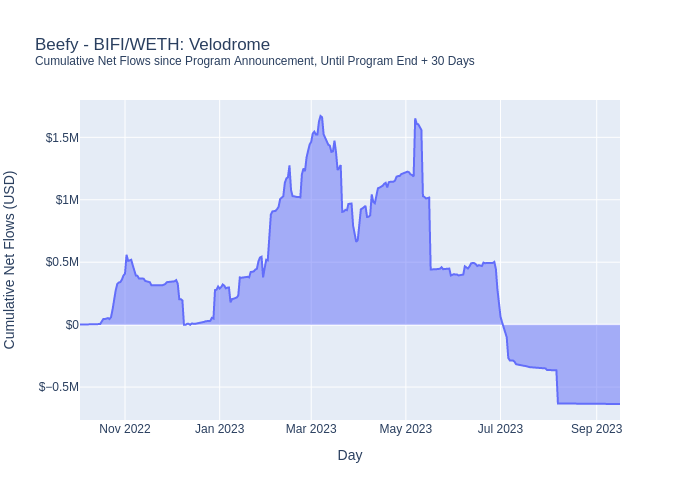 Beefy - BIFI/WETH: Velodrome
Cumulative Net Flows since Program Announcement, Until Program End + 30 Days
Cumulative Net Flows (USD)
$1.5M
$1M
$0.5M
$0
$−0.5M
Nov 2022
Jan 2023
Mar 2023
May 2023
Jul 2023
Sep 2023
Day